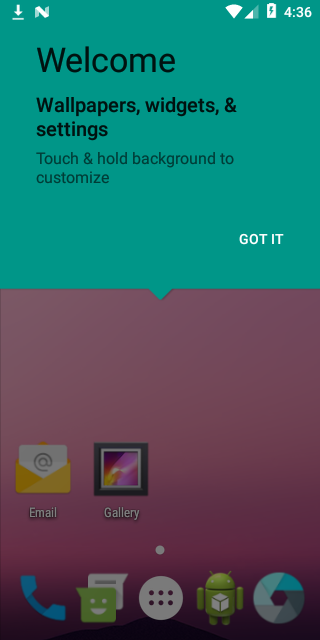 4:36
Welcome
Wallpapers, widgets, &
settings
Touch & hold background to
customize
GOT IT
Email
Gallery